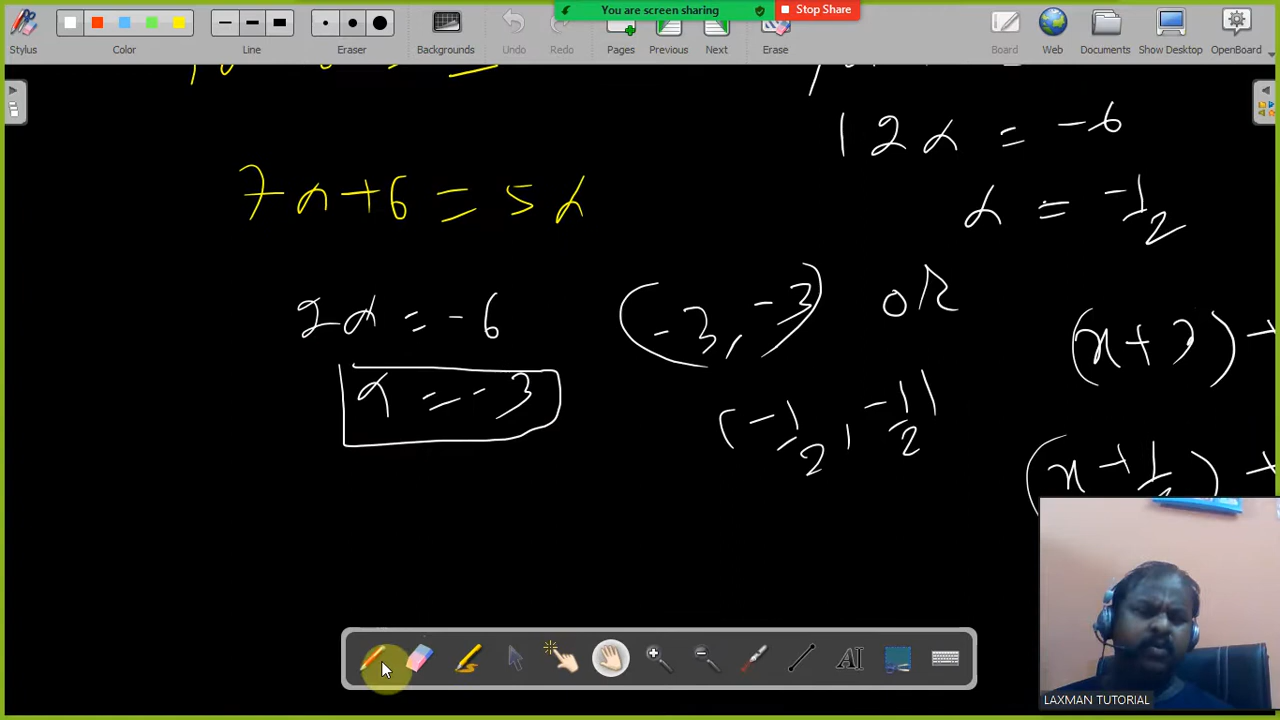 You are screen sharing
Stop Share
Stylus Color Line Eraser Backgrounds Undo Redo Pages Previous Next Erase Board Web Documents Show Desktop OpenBoard
12α = -6
7α+6 = 5α
α = -1/2
2α = -6
(-3, -3) or
(x+3) +
α = -3
(-1/2, -1/2)
(x+1/2) +
LAXMAN TUTORIAL